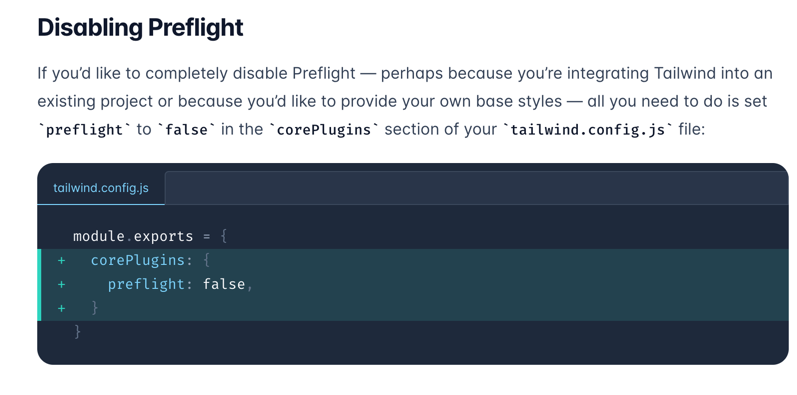 Disabling Preflight
If you’d like to completely disable Preflight — perhaps because you’re integrating Tailwind into an
existing project or because you’d like to provide your own base styles — all you need to do is set
`preflight` to `false` in the `corePlugins` section of your `tailwind.config.js` file:
tailwind.config.js
module.exports = {
+ corePlugins: {
+ preflight: false,
+ }
}